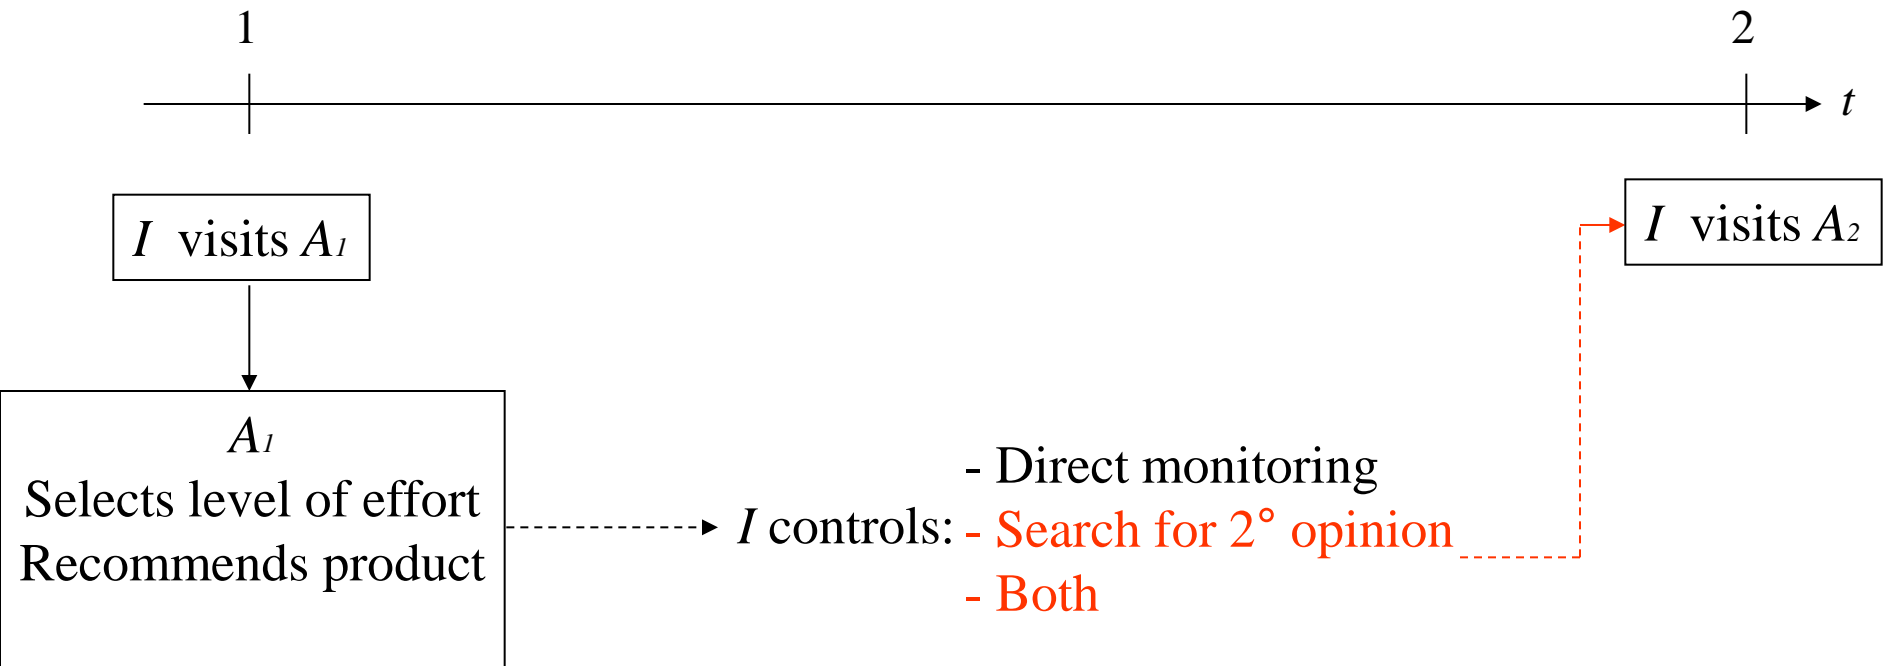 1
2
t
I visits A1
I visits A2
A1
Selects level of effort
Recommends product
I controls:
- Direct monitoring
- Search for 2° opinion
- Both